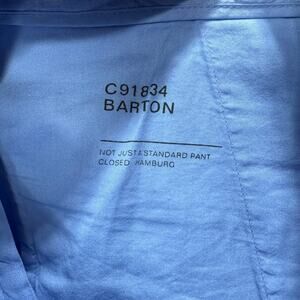 C91834
BARTON
NOT JUST A STANDARD PANT
CLOSED HAMBURG